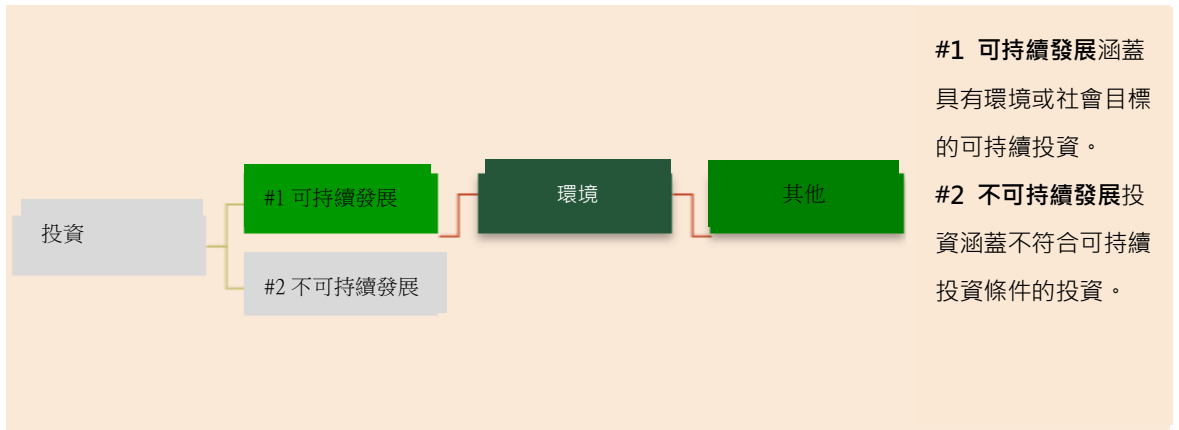 投資
#1 可持續發展
#2 不可持續發展
環境
其他
#1 可持續發展涵蓋
具有環境或社會目標
的可持續投資。
#2 不可持續發展投
資涵蓋不符合可持續
投資條件的投資。